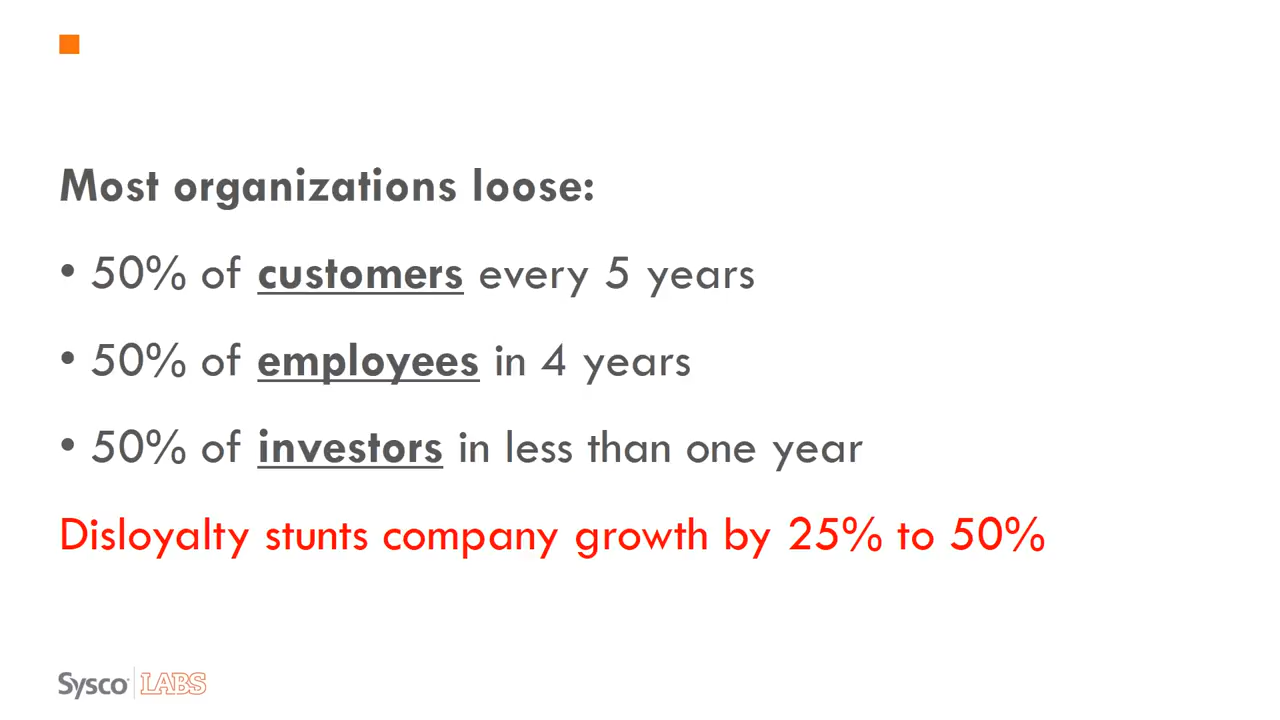 Most organizations loose:
• 50% of customers every 5 years
• 50% of employees in 4 years
• 50% of investors in less than one year
Disloyalty stunts company growth by 25% to 50%
Sysco LABS